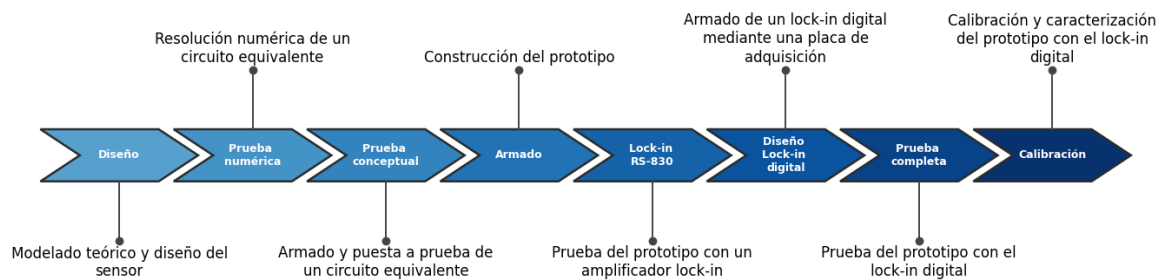 Resolución numérica de un
circuito equivalente
Construcción del prototipo
Armado de un lock-in digital
mediante una placa de
adquisición
Calibración y caracterización
del prototipo con el lock-in
digital
Diseño
Prueba
numérica
Prueba
conceptual
Armado
Lock-in
RS-830
Diseño
Lock-in
digital
Prueba
completa
Calibración
Modelado teórico y diseño del
sensor
Armado y puesta a prueba de
un circuito equivalente
Prueba del prototipo con un
amplificador lock-in
Prueba del prototipo con el
lock-in digital